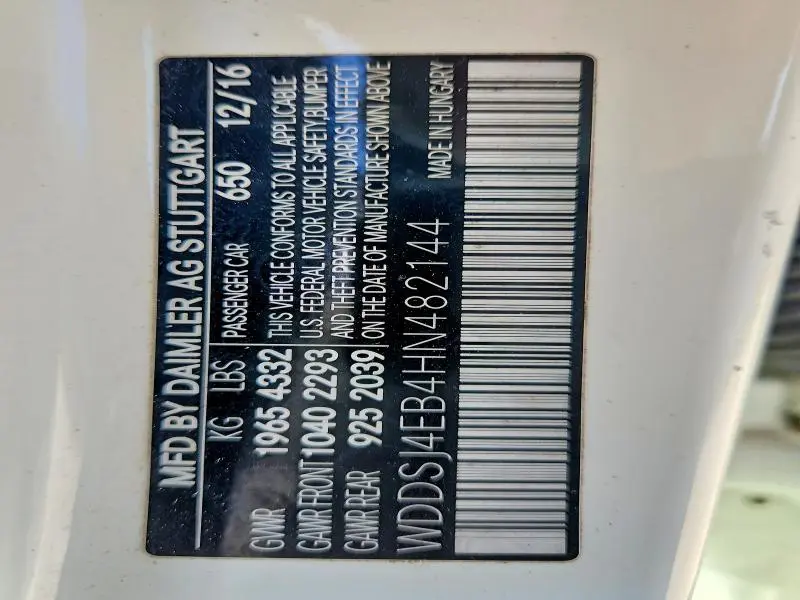 MFD BY DAIMLER AG STUTTGART
KG LBS PASSENGER CAR 650 12/16
GWR 1965 4332 THIS VEHICLE CONFORMS TO ALL APPLICABLE
GAWR FRONT 1040 2293 U.S. FEDERAL MOTOR VEHICLE SAFETY, BUMPER,
GAWR REAR 925 2039 AND THEFT PREVENTION STANDARDS IN EFFECT
ON THE DATE OF MANUFACTURE SHOWN ABOVE
WDDSJ4EB4HN482144 MADE IN HUNGARY